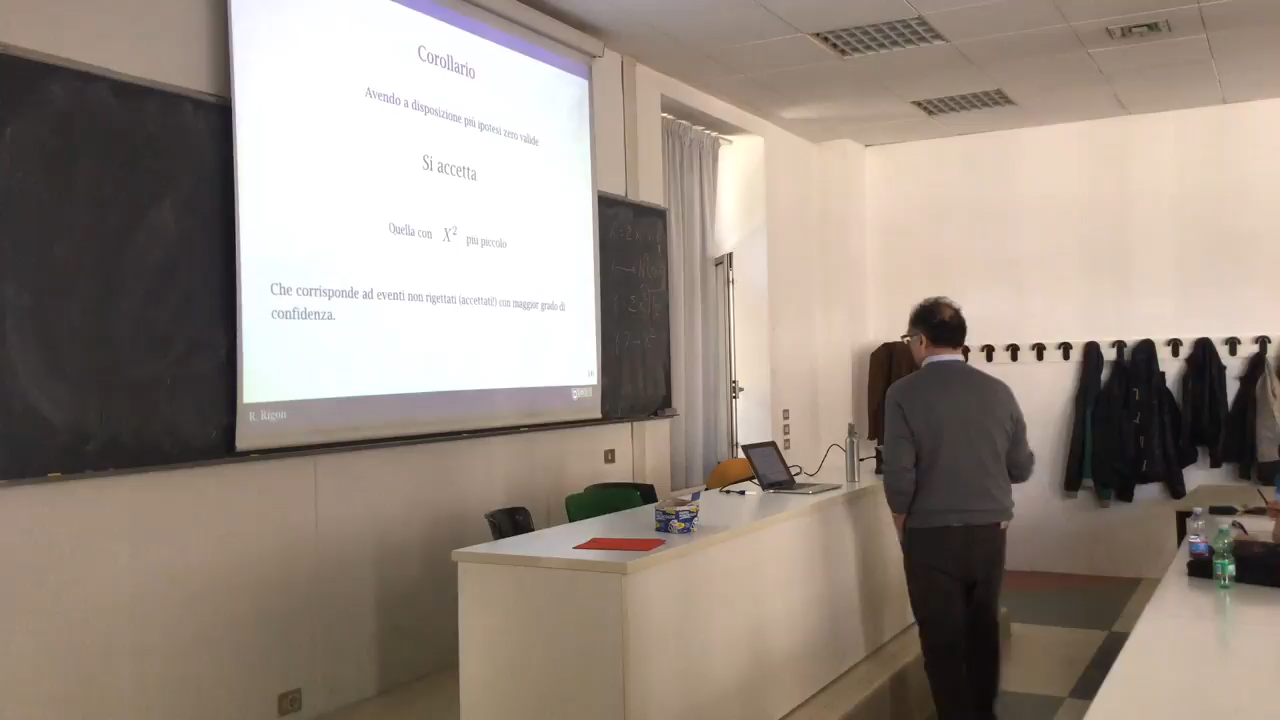 Corollario
Avendo a disposizione più ipotesi zero valide
Si accetta
Quella con X² più piccolo
Che corrisponde ad eventi non rigettati (accettati!) con maggior grado di
confidenza.
R. Rigon